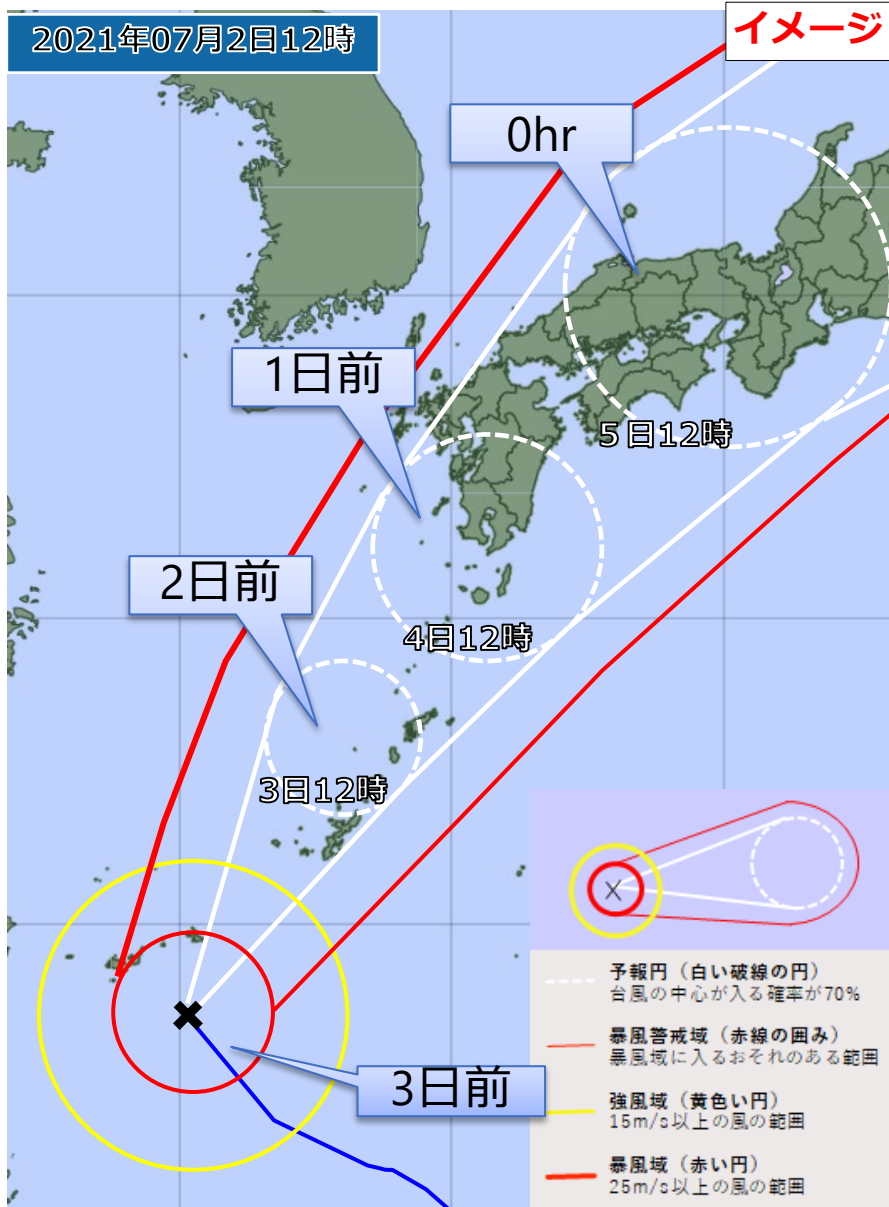 2021年07月2日12時
イメージ
0hr
1日前
5日12時
2日前
4日12時
3日12時
3日前
予報円（白い破線の円）
台風の中心が入る確率が70%
暴風警戒域（赤線の囲み）
暴風域に入るおそれのある範囲
強風域（黄色い円）
15m/s以上の風の範囲
暴風域（赤い円）
25m/s以上の風の範囲